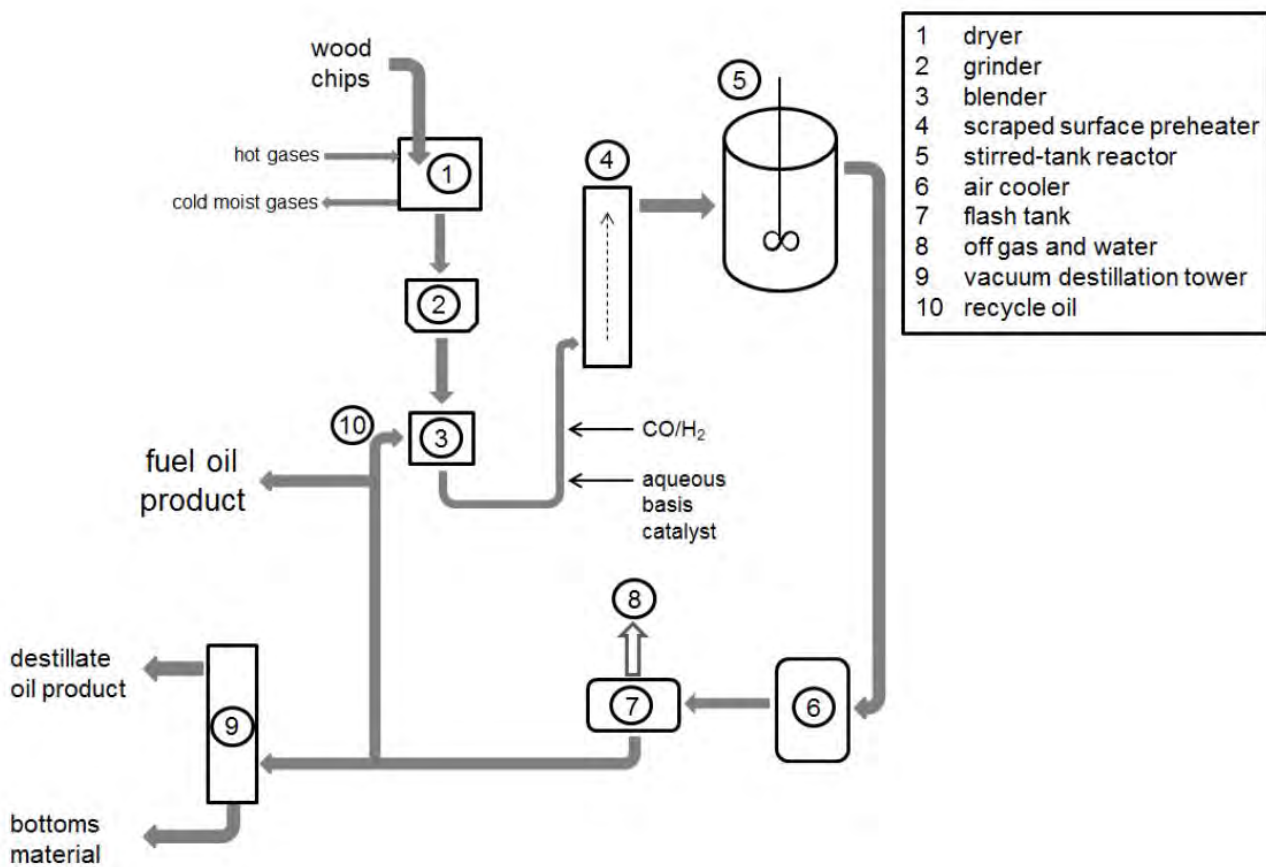 wood
chips
hot gases
cold moist gases
1
2
3
10
fuel oil
product
4
5
CO/H₂
aqueous
basis
catalyst
8
7
6
destillate
oil product
9
bottoms
material
1 dryer
2 grinder
3 blender
4 scraped surface preheater
5 stirred-tank reactor
6 air cooler
7 flash tank
8 off gas and water
9 vacuum destillation tower
10 recycle oil